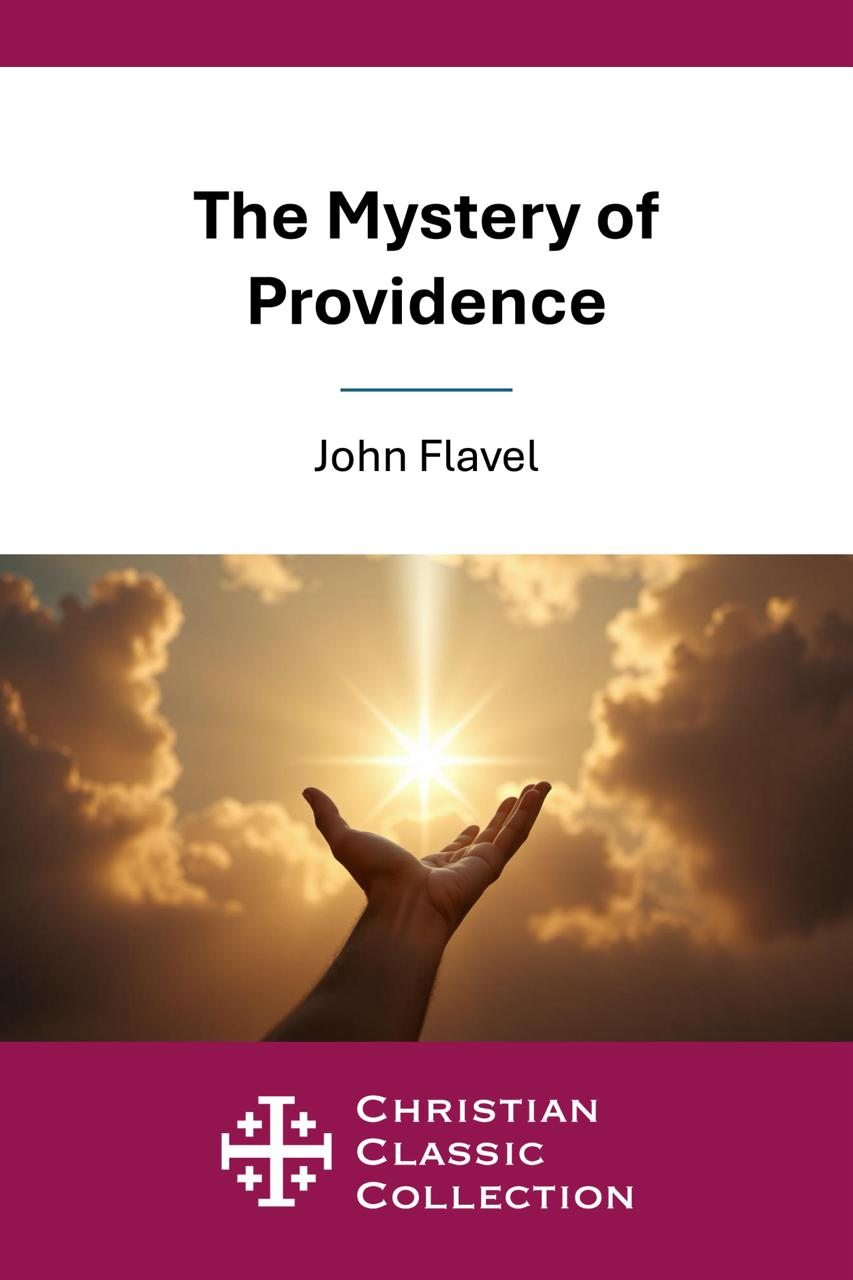 The Mystery of
Providence
John Flavel
CHRISTIAN
CLASSIC
COLLECTION